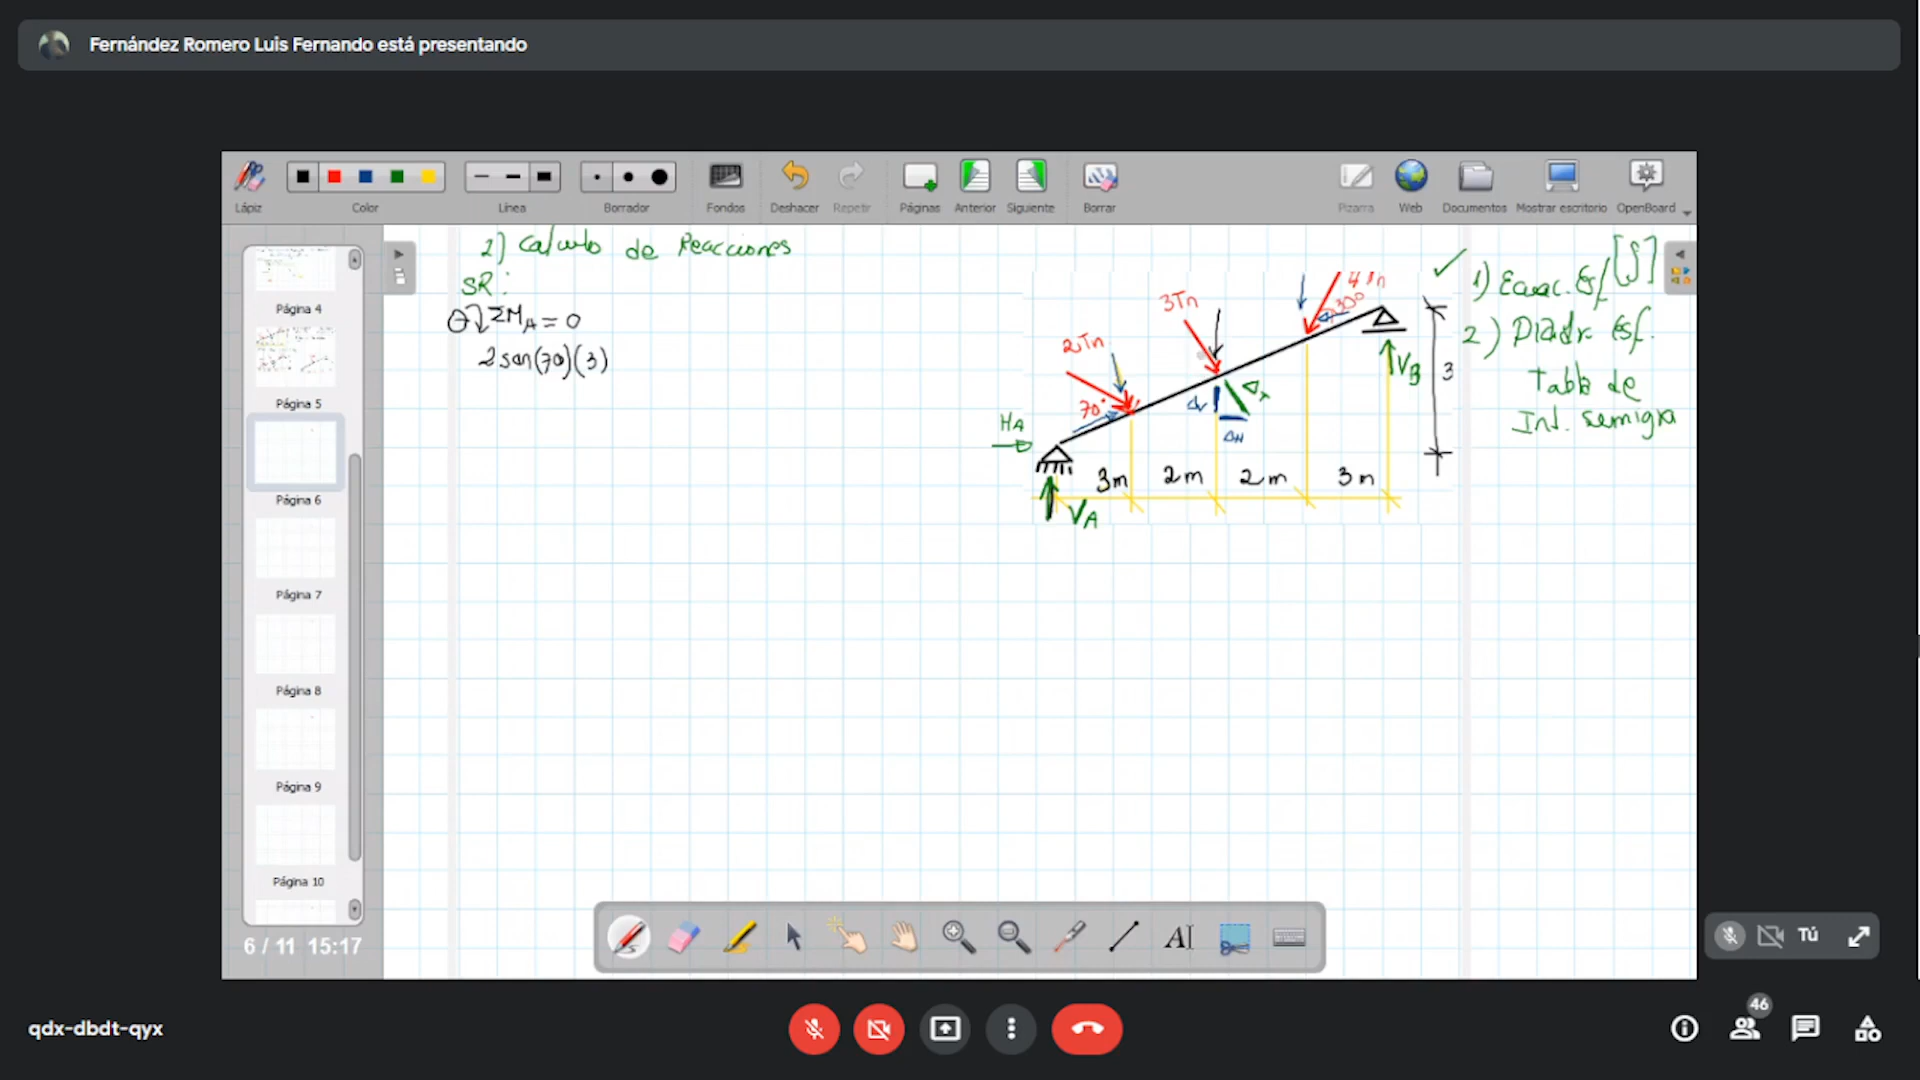 Fernández Romero Luis Fernando está presentando
Lápiz
Color
Línea
Borrador
Fondos
Deshacer
Repetir
Páginas
Anterior
Siguiente
Borrar
Pizarra
Web
Documentos
Mostrar escritorio
OpenBoard
Página 4
Página 5
Página 6
Página 7
Página 8
Página 9
Página 10
6 / 11 15:17
2) Calculo de Reacciones
SR:
ΣMA = 0
2 sen(70)(3)
2Tn
3Tn
4Tn
70°
30°
HA
VA
VB
ΔV
ΔH
3m
2m
2m
3m
3
1) Ecuac. Esf [S]
2) Diagr. Esf.
Tabla de
Int. semigra
Tú
qdx-dbdt-qyx
46